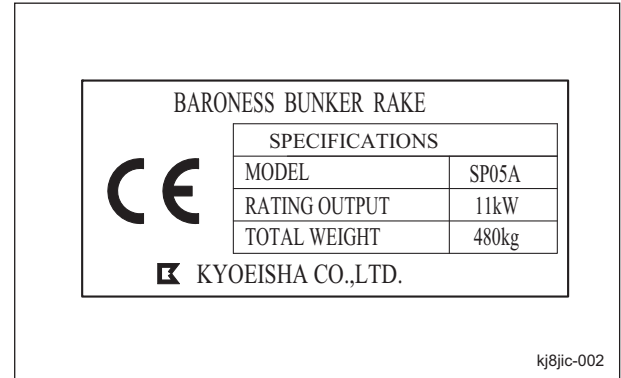 BARONESS BUNKER RAKE
CE
SPECIFICATIONS
MODEL SP05A
RATING OUTPUT 11kW
TOTAL WEIGHT 480kg
KYOEISHA CO.,LTD.
kj8jic-002